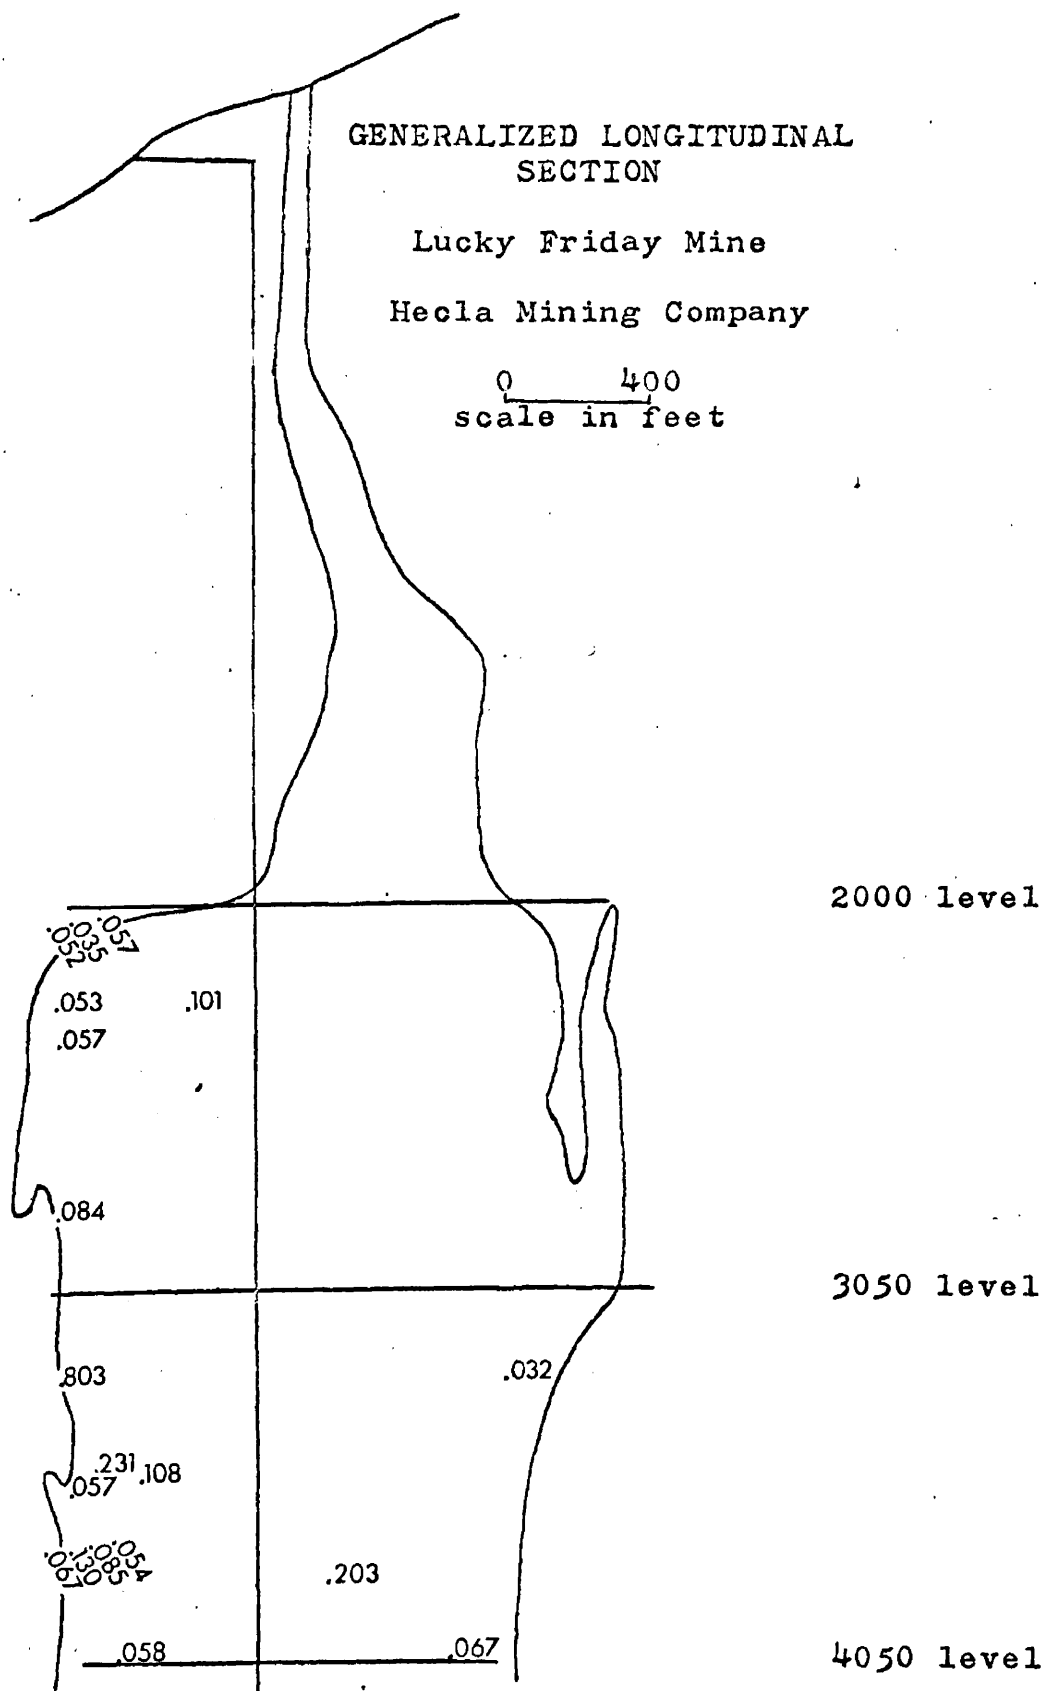 GENERALIZED LONGITUDINAL
SECTION
Lucky Friday Mine
Hecla Mining Company
0 400
scale in feet
2000 level
.052 .035 .057
.053 .101
.057
.084
3050 level
.803 .032
.231 .108
.057
.067 .130 .085 .054
.203
.058 .067
4050 level